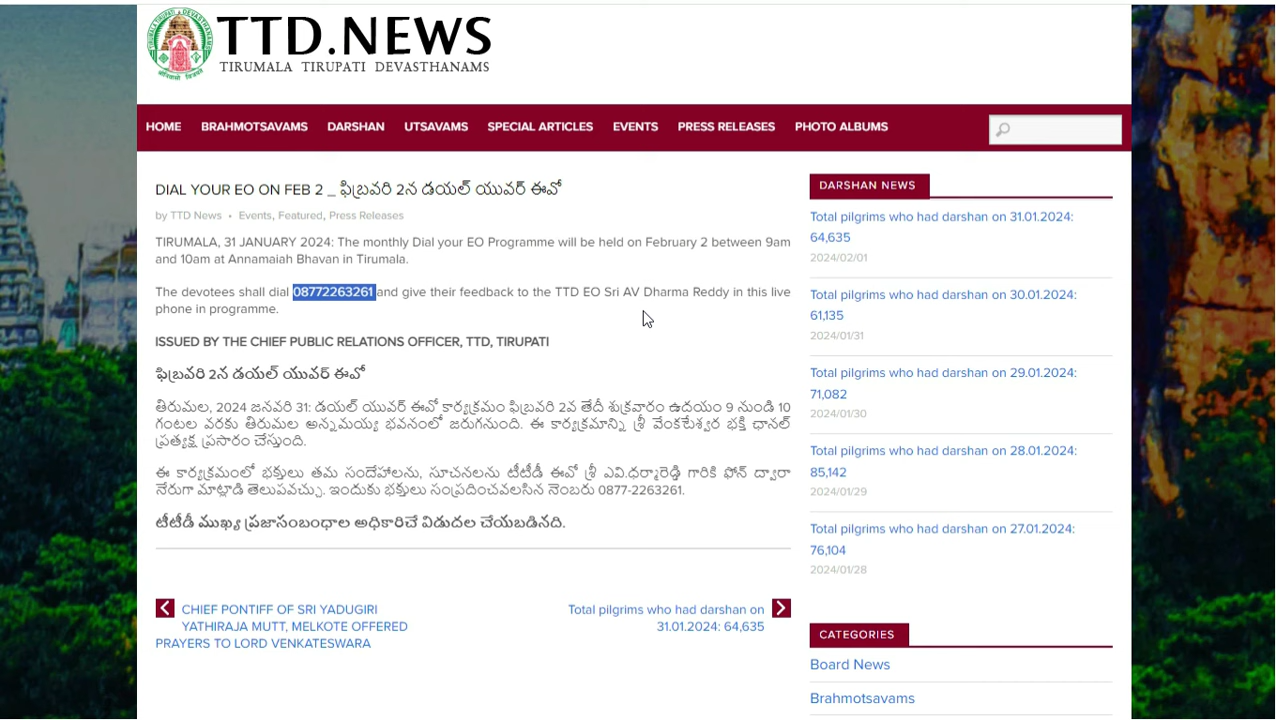 TTD.NEWS
TIRUMALA TIRUPATI DEVASTHANAMS
HOME BRAHMOTSAVAMS DARSHAN UTSAVAMS SPECIAL ARTICLES EVENTS PRESS RELEASES PHOTO ALBUMS
DIAL YOUR EO ON FEB 2 _ ఫిబ్రవరి 2న డయల్ యువర్ ఈవో
by TTD News • Events, Featured, Press Releases
TIRUMALA, 31 JANUARY 2024: The monthly Dial your EO Programme will be held on February 2 between 9am
and 10am at Annamaiah Bhavan in Tirumala.
The devotees shall dial 08772263261 and give their feedback to the TTD EO Sri AV Dharma Reddy in this live
phone in programme.
ISSUED BY THE CHIEF PUBLIC RELATIONS OFFICER, TTD, TIRUPATI
ఫిబ్రవరి 2న డయల్ యువర్ ఈవో
తిరుమల, 2024 జనవరి 31: డయల్ యువర్ ఈవో కార్యక్రమం ఫిబ్రవరి 2వ తేదీ శుక్రవారం ఉదయం 9 నుండి 10
గంటల వరకు తిరుమల అన్నమయ్య భవనంలో జరుగనుంది. ఈ కార్యక్రమాన్ని శ్రీ వేంకటేశ్వర భక్తి ఛానల్
ప్రత్యక్ష ప్రసారం చేస్తుంది.
ఈ కార్యక్రమంలో భక్తులు తమ సందేహాలను, సూచనలను టీటీడీ ఈవో శ్రీ ఎవి.ధర్మారెడ్డి గారికి ఫోన్ ద్వారా
నేరుగా మాట్లాడి తెలుపవచ్చు. ఇందుకు భక్తులు సంప్రదించవలసిన నెంబరు 0877-2263261.
టీటీడీ ముఖ్య ప్రజాసంబంధాల అధికారిచే విడుదల చేయబడినది.
CHIEF PONTIFF OF SRI YADUGIRI
YATHIRAJA MUTT, MELKOTE OFFERED
PRAYERS TO LORD VENKATESWARA
Total pilgrims who had darshan on
31.01.2024: 64,635
DARSHAN NEWS
Total pilgrims who had darshan on 31.01.2024:
64,635
2024/02/01
Total pilgrims who had darshan on 30.01.2024:
61,135
2024/01/31
Total pilgrims who had darshan on 29.01.2024:
71,082
2024/01/30
Total pilgrims who had darshan on 28.01.2024:
85,142
2024/01/29
Total pilgrims who had darshan on 27.01.2024:
76,104
2024/01/28
CATEGORIES
Board News
Brahmotsavams